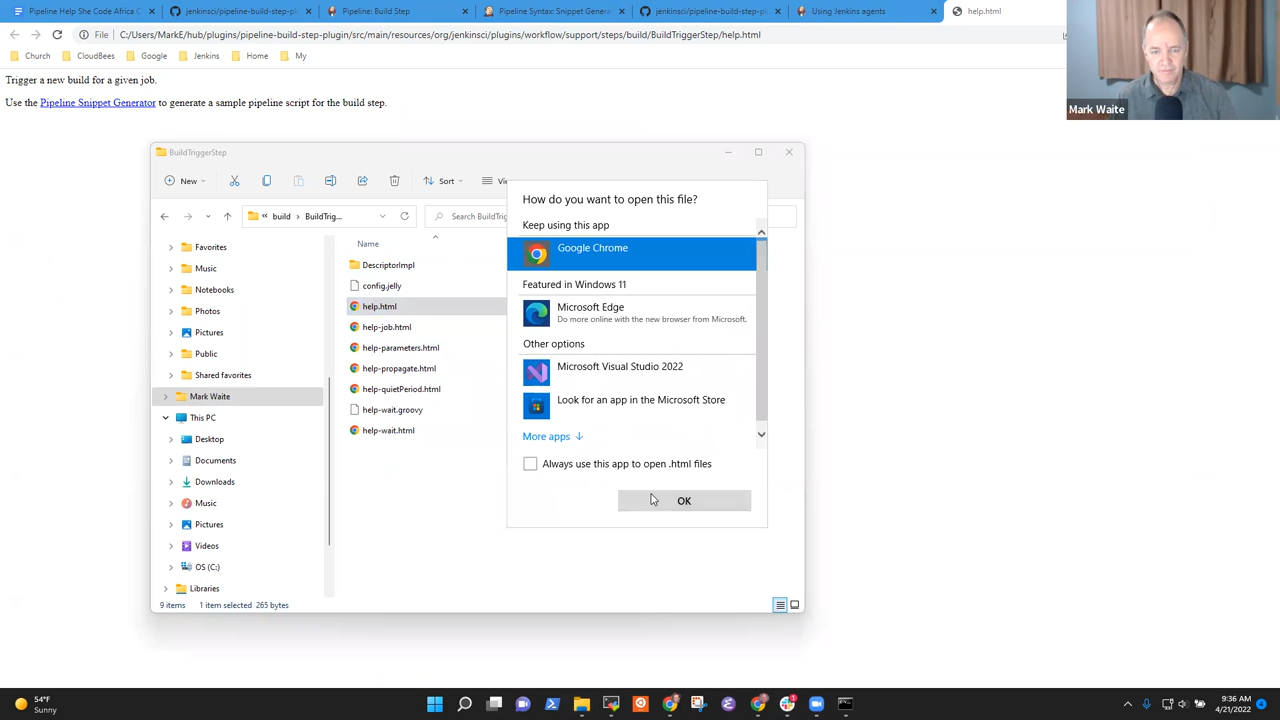 Pipeline Help She Code Africa C
jenkinsci/pipeline-build-step-pl
Pipeline: Build Step
Pipeline Syntax: Snippet Generat
jenkinsci/pipeline-build-step-pl
Using Jenkins agents
help.html
File
C:/Users/MarkE/hub/plugins/pipeline-build-step-plugin/src/main/resources/org/jenkinsci/plugins/workflow/support/steps/build/BuildTriggerStep/help.html
Church
CloudBees
Google
Jenkins
Home
My
Trigger a new build for a given job.
Use the Pipeline Snippet Generator to generate a sample pipeline script for the build step.
Mark Waite
BuildTriggerStep
New
Sort
Vi
build
BuildTrig...
Search BuildTr
Favorites
Music
Notebooks
Photos
Pictures
Public
Shared favorites
Mark Waite
This PC
Desktop
Documents
Downloads
Music
Pictures
Videos
OS (C:)
Libraries
Name
DescriptorImpl
config.jelly
help.html
help-job.html
help-parameters.html
help-propagate.html
help-quietPeriod.html
help-wait.groovy
help-wait.html
9 items
1 item selected 265 bytes
How do you want to open this file?
Keep using this app
Google Chrome
Featured in Windows 11
Microsoft Edge
Do more online with the new browser from Microsoft.
Other options
Microsoft Visual Studio 2022
Look for an app in the Microsoft Store
More apps
Always use this app to open .html files
OK
54°F
Sunny
9:36 AM
4/21/2022